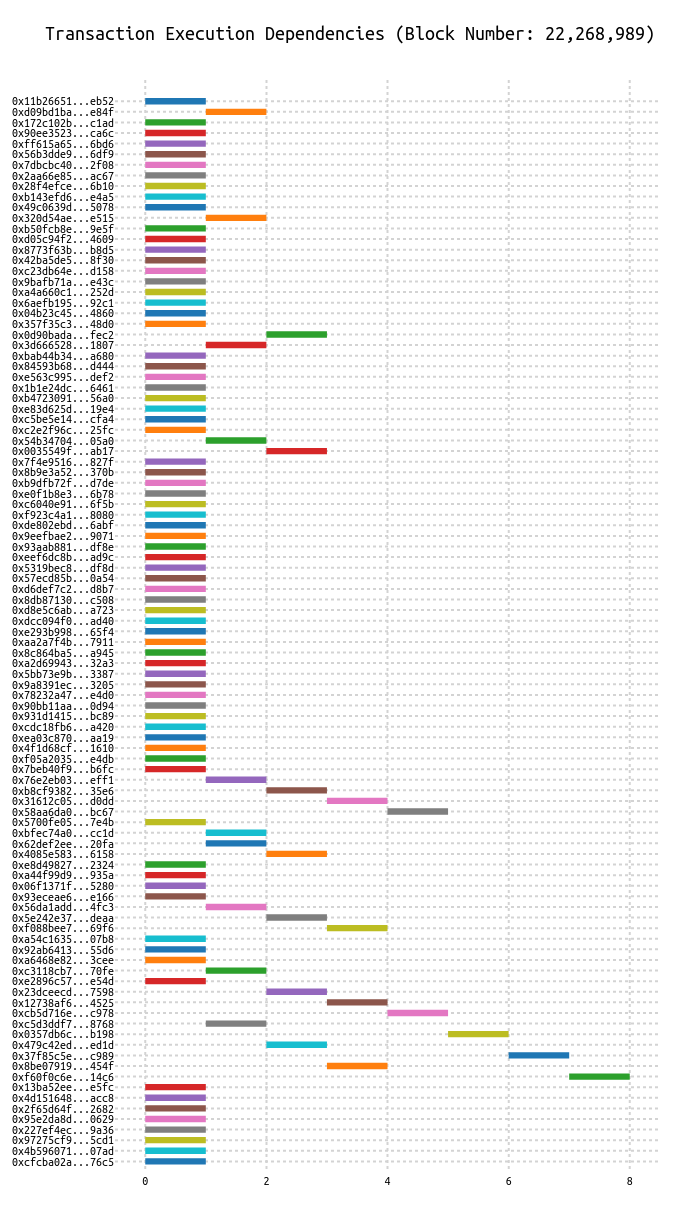 Transaction Execution Dependencies (Block Number: 22,268,989)
0x11b26651...eb52
0xd09bd1ba...e84f
0x172c102b...c1ad
0x90ee3523...ca6c
0xff615a65...6bd6
0x56b3dde9...6df9
0x7dbcbc40...2f08
0x2aa66e85...ac67
0x28f4efce...6b10
0xb143efd6...e4a5
0x49c0639d...5078
0x320d54ae...e515
0xb50fcb8e...9e5f
0xd05c94f2...4609
0x8773f63b...b8d5
0x42ba5de5...8f30
0xc23db64e...d158
0x9bafb71a...e43c
0xa4a660c1...252d
0x6aefb195...92c1
0x04b23c45...4860
0x357f35c3...48d0
0x0d90bada...fec2
0x3d666528...1807
0xbab44b34...a680
0x84593b68...d444
0xe563c995...def2
0x1b1e24dc...6461
0xb4723091...56a0
0xe83d625d...19e4
0xc5be5e14...cfa4
0xc2e2f96c...25fc
0x54b34704...05a0
0x0035549f...ab17
0x7f4e9516...827f
0x8b9e3a52...370b
0xb9dfb72f...d7de
0xe0f1b8e3...6b78
0xc6040e91...6f5b
0xf923c4a1...8080
0xde802ebd...6abf
0x9eefbae2...9071
0x93aab881...df8e
0xeef6dc8b...ad9c
0x5319bec8...df8d
0x57ecd85b...0a54
0xd6def7c2...d8b7
0x8db87130...c508
0xd8e5c6ab...a723
0xdcc094f0...ad40
0xe293b998...65f4
0xaa2a7f4b...7911
0x8c864ba5...a945
0xa2d69943...32a3
0x5bb73e9b...3387
0x9a8391ec...3205
0x78232a47...e4d0
0x90bb11aa...0d94
0x931d1415...bc89
0xcdc18fb6...a420
0xea03c870...aa19
0x4f1d68cf...1610
0xf05a2035...e4db
0x7beb40f9...b6fc
0x76e2eb03...eff1
0xb8cf9382...35e6
0x31612c05...d0dd
0x58aa6da0...bc67
0x5700fe05...7e4b
0xbfec74a0...cc1d
0x62def2ee...20fa
0x4085e583...6158
0xe8d49827...2324
0xa44f99d9...935a
0x06f1371f...5280
0x93eceae6...e166
0x56da1add...4fc3
0x5e242e37...deaa
0xf088bee7...69f6
0xa54c1635...07b8
0x92ab6413...55d6
0xa6468e82...3cee
0xc3118cb7...70fe
0xe2896c57...e54d
0x23dceecd...7598
0x12738af6...4525
0xcb5d716e...c978
0xc5d3ddf7...8768
0x0357db6c...b198
0x479c42ed...ed1d
0x37f85c5e...c989
0x8be07919...454f
0xf60f0c6e...14c6
0x13ba52ee...e5fc
0x4d151648...acc8
0x2f65d64f...2682
0x95e2da8d...0629
0x227ef4ec...9a36
0x97275cf9...5cd1
0x4b596071...07ad
0xcfcba02a...76c5
0 2 4 6 8